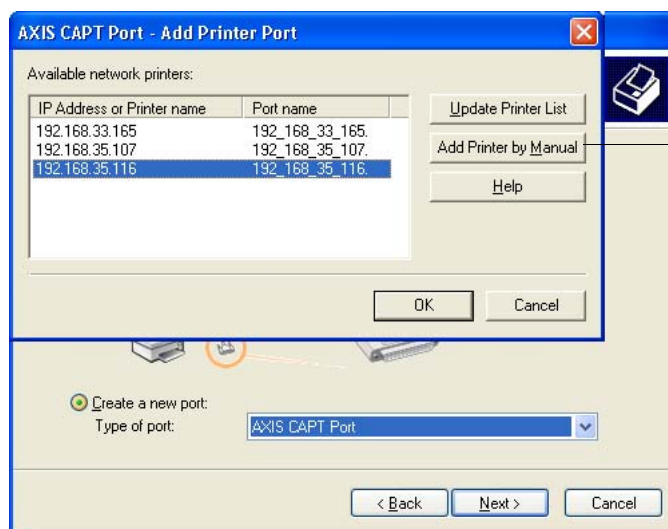 AXIS CAPT Port - Add Printer Port
Available network printers:
IP Address or Printer name Port name
192.168.33.165 192_168_33_165.
192.168.35.107 192_168_35_107.
192.168.35.116 192_168_35_116.
Update Printer List
Add Printer by Manual
Help
OK Cancel
Create a new port:
Type of port: AXIS CAPT Port
< Back Next > Cancel